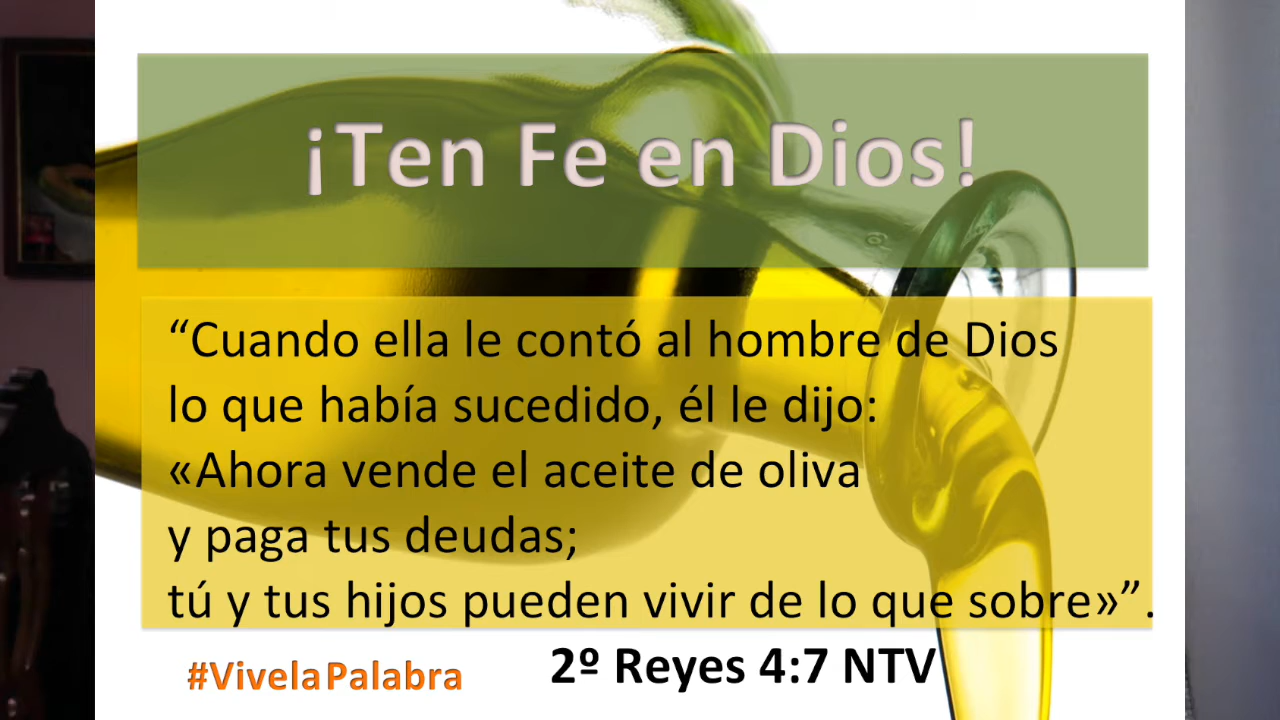 ¡Ten Fe en Dios!
“Cuando ella le contó al hombre de Dios
lo que había sucedido, él le dijo:
«Ahora vende el aceite de oliva
y paga tus deudas;
tú y tus hijos pueden vivir de lo que sobre»”.
#VivelaPalabra
2º Reyes 4:7 NTV